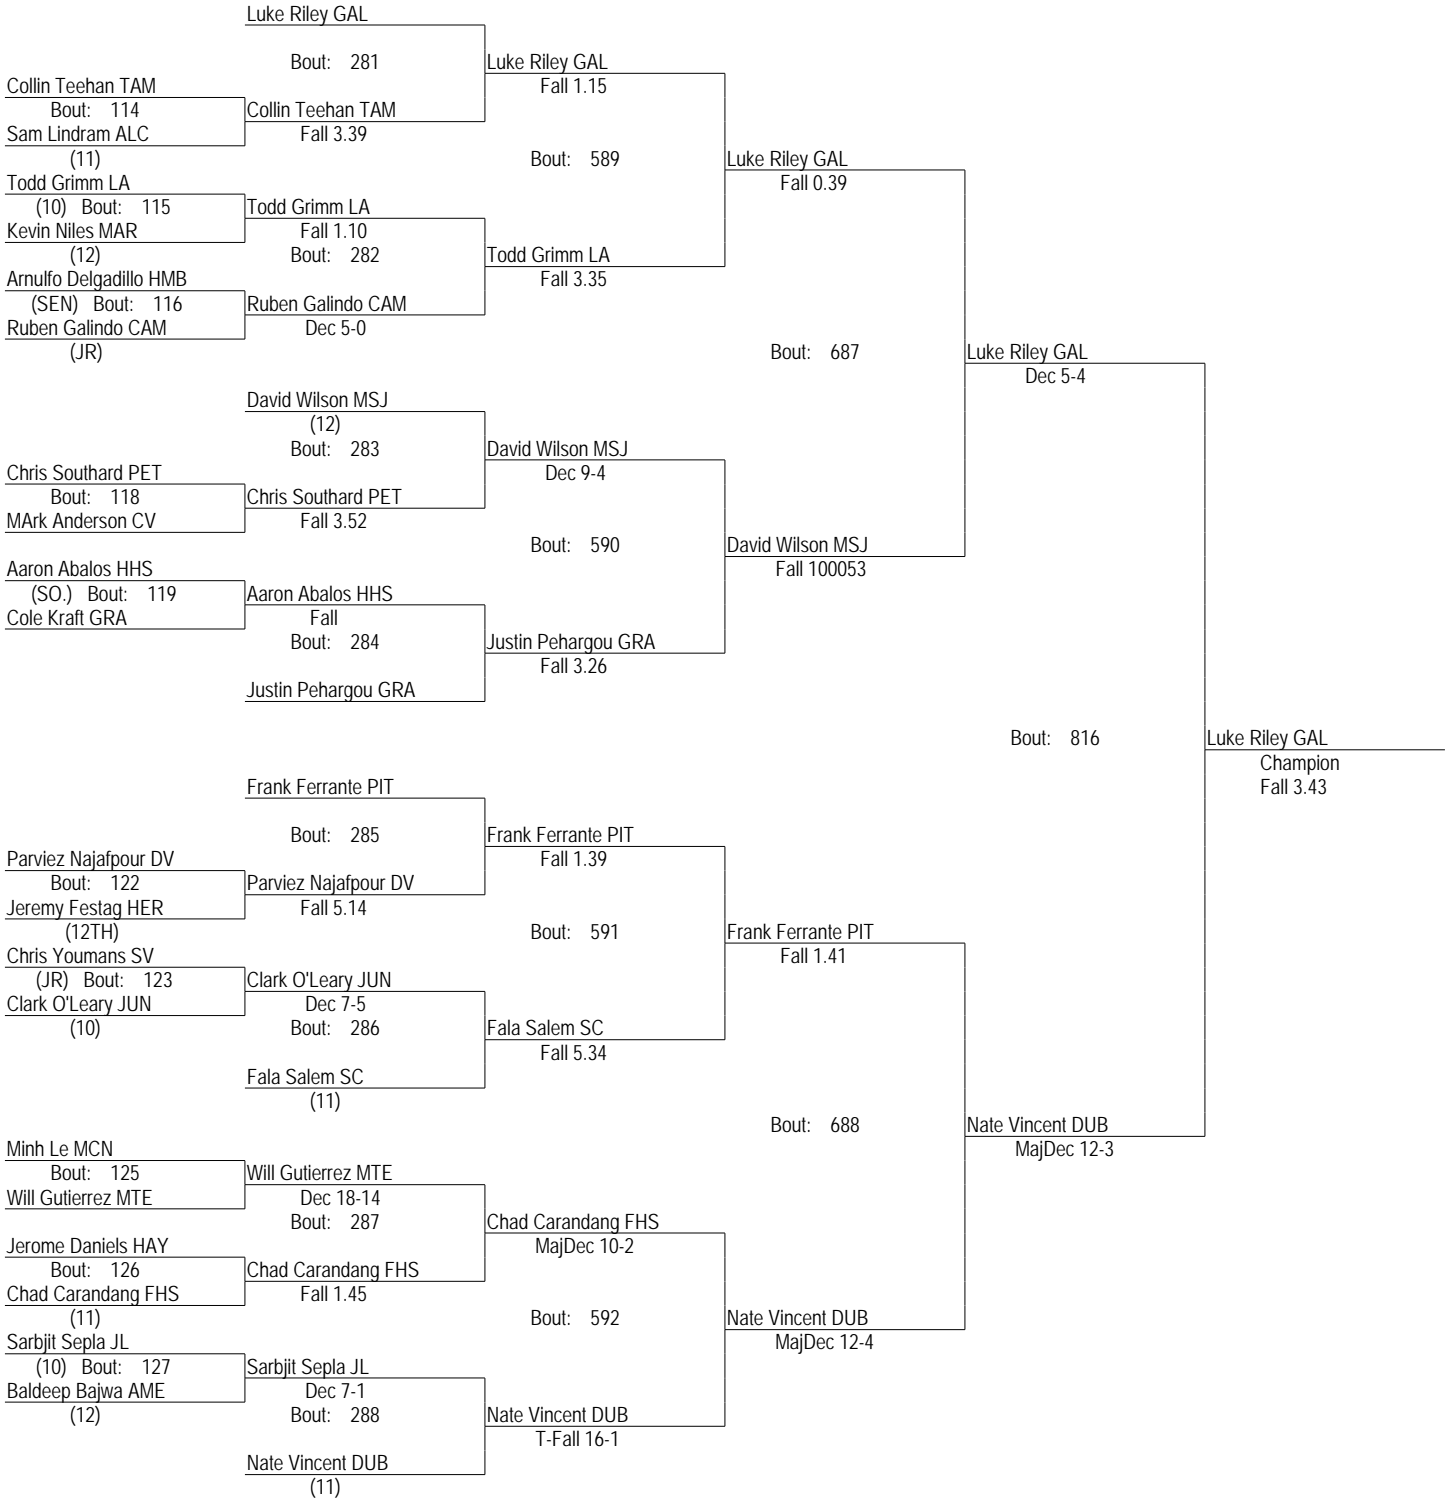 Luke Riley GAL
Bout: 281
Luke Riley GAL
Collin Teehan TAM
Fall 1.15
Bout: 114
Collin Teehan TAM
Sam Lindram ALC
Fall 3.39
(11)
Bout: 589
Luke Riley GAL
Todd Grimm LA
Fall 0.39
(10) Bout: 115
Todd Grimm LA
Kevin Niles MAR
Fall 1.10
(12)
Bout: 282
Todd Grimm LA
Arnulfo Delgadillo HMB
Fall 3.35
(SEN) Bout: 116
Ruben Galindo CAM
Ruben Galindo CAM
Dec 5-0
(JR)
Bout: 687
Luke Riley GAL
Dec 5-4
David Wilson MSJ
(12)
Bout: 283
David Wilson MSJ
Chris Southard PET
Dec 9-4
Bout: 118
Chris Southard PET
MArk Anderson CV
Fall 3.52
Bout: 590
David Wilson MSJ
Aaron Abalos HHS
Fall 100053
(SO.) Bout: 119
Aaron Abalos HHS
Cole Kraft GRA
Fall
Bout: 284
Justin Pehargou GRA
Fall 3.26
Justin Pehargou GRA
Bout: 816
Luke Riley GAL
Champion
Frank Ferrante PIT
Fall 3.43
Bout: 285
Frank Ferrante PIT
Parviez Najafpour DV
Fall 1.39
Bout: 122
Parviez Najafpour DV
Jeremy Festag HER
Fall 5.14
(12TH)
Bout: 591
Frank Ferrante PIT
Chris Youmans SV
Fall 1.41
(JR) Bout: 123
Clark O'Leary JUN
Clark O'Leary JUN
Dec 7-5
(10)
Bout: 286
Fala Salem SC
Fall 5.34
Fala Salem SC
(11)
Bout: 688
Nate Vincent DUB
Minh Le MCN
MajDec 12-3
Bout: 125
Will Gutierrez MTE
Will Gutierrez MTE
Dec 18-14
Bout: 287
Chad Carandang FHS
Jerome Daniels HAY
MajDec 10-2
Bout: 126
Chad Carandang FHS
Chad Carandang FHS
Fall 1.45
(11)
Bout: 592
Nate Vincent DUB
Sarbjit Sepla JL
MajDec 12-4
(10) Bout: 127
Sarbjit Sepla JL
Baldeep Bajwa AME
Dec 7-1
(12)
Bout: 288
Nate Vincent DUB
T-Fall 16-1
Nate Vincent DUB
(11)